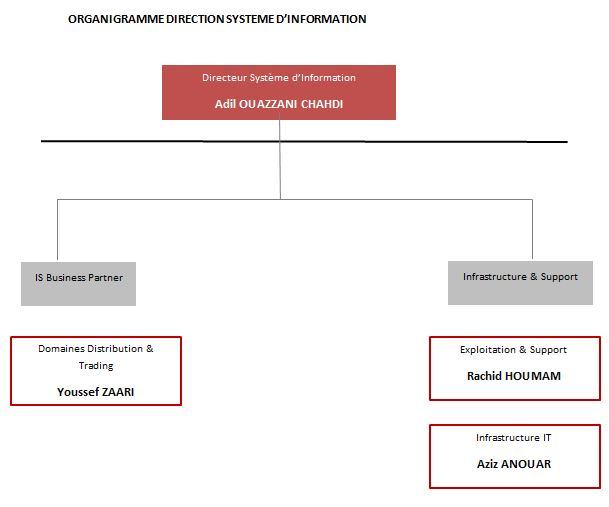 ORGANIGRAMME DIRECTION SYSTEME D'INFORMATION
Directeur Système d'Information
Adil OUAZZANI CHAHDI
IS Business Partner
Infrastructure & Support
Domaines Distribution &
Trading
Youssef ZAARI
Exploitation & Support
Rachid HOUMAM
Infrastructure IT
Aziz ANOUAR